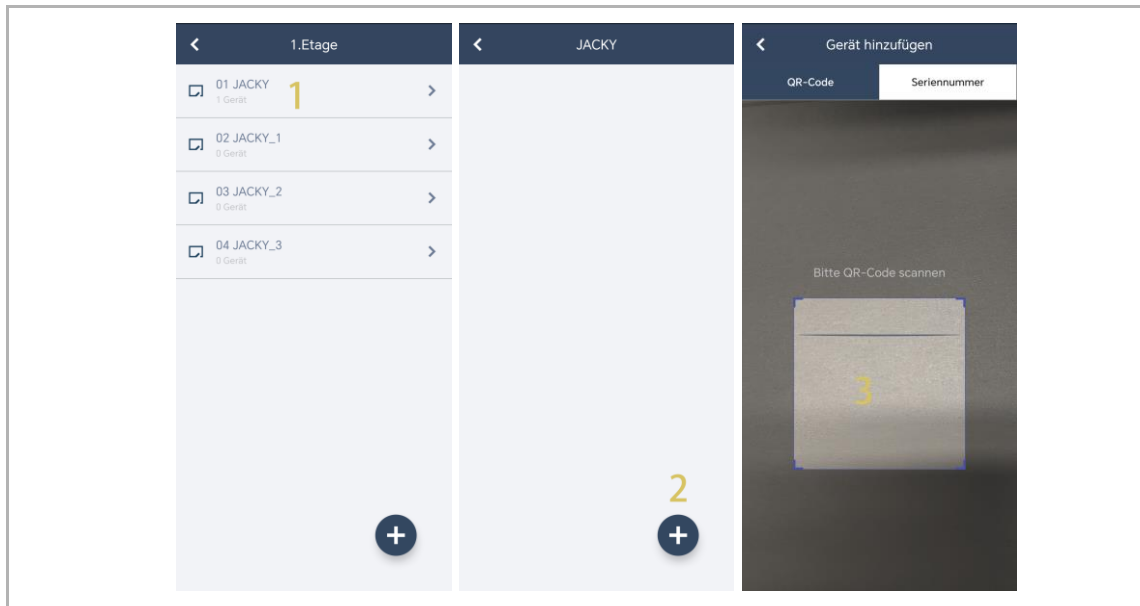 1.Etage
01 JACKY
1 Gerät
1
02 JACKY_1
0 Gerät
03 JACKY_2
0 Gerät
04 JACKY_3
0 Gerät
JACKY
2
Gerät hinzufügen
QR-Code Seriennummer
Bitte QR-Code scannen
3